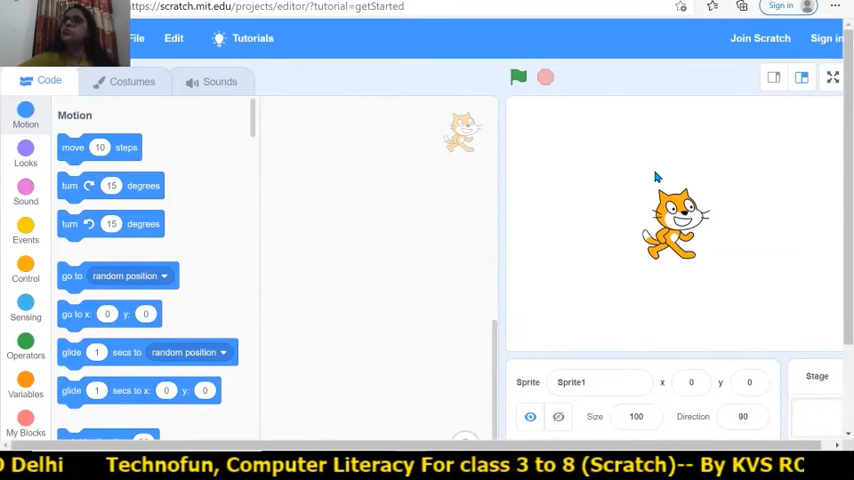 https://scratch.mit.edu/projects/editor/?tutorial=getStarted
Sign in
File Edit Tutorials Join Scratch Sign in
Code Costumes Sounds
Motion
Motion
Looks
Sound
Events
Control
Sensing
Operators
Variables
My Blocks
move 10 steps
turn 15 degrees
turn 15 degrees
go to random position
go to x: 0 y: 0
glide 1 secs to random position
glide 1 secs to x: 0 y: 0
Sprite Sprite1 x 0 y 0
Size 100 Direction 90
Stage
O Delhi Technofun, Computer Literacy For class 3 to 8 (Scratch)-- By KVS RO